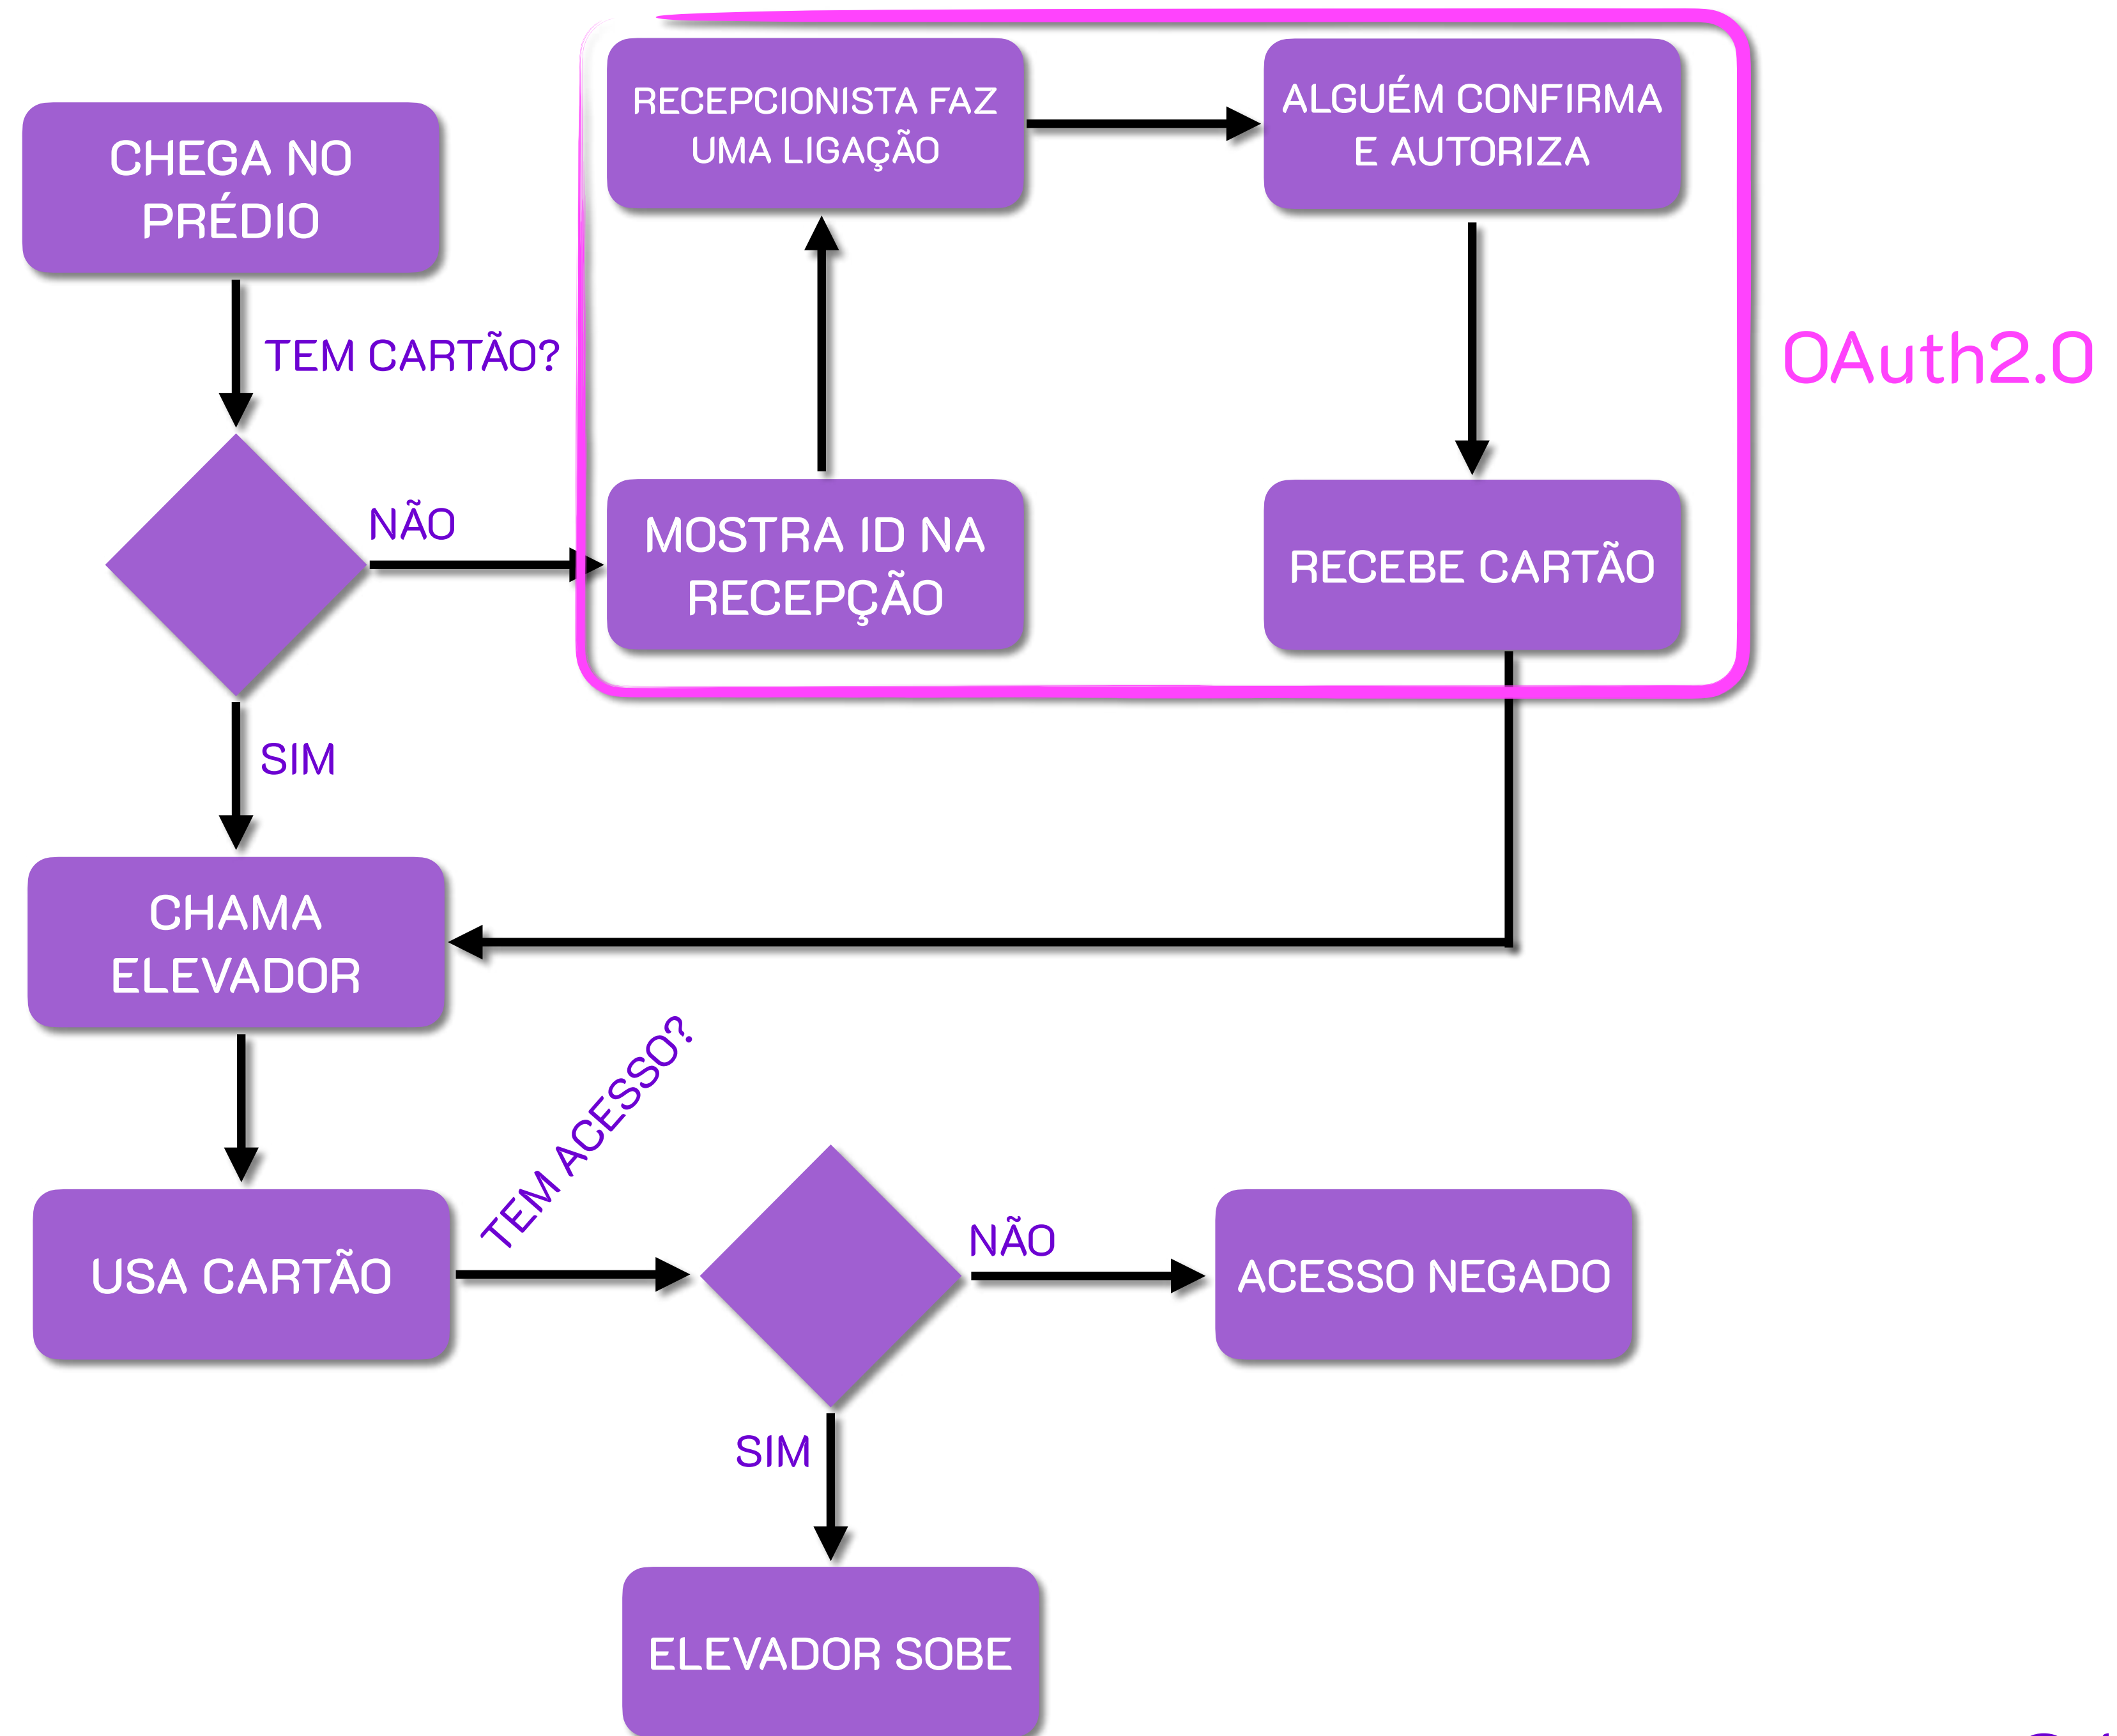 RECEPCIONISTA FAZ
UMA LIGAÇÃO
ALGUÉM CONFIRMA
E AUTORIZA
CHEGA NO
PRÉDIO
TEM CARTÃO?
OAuth2.0
NÃO
MOSTRA ID NA
RECEPÇÃO
RECEBE CARTÃO
SIM
CHAMA
ELEVADOR
TEM ACESSO?
USA CARTÃO
NÃO
ACESSO NEGADO
SIM
ELEVADOR SOBE